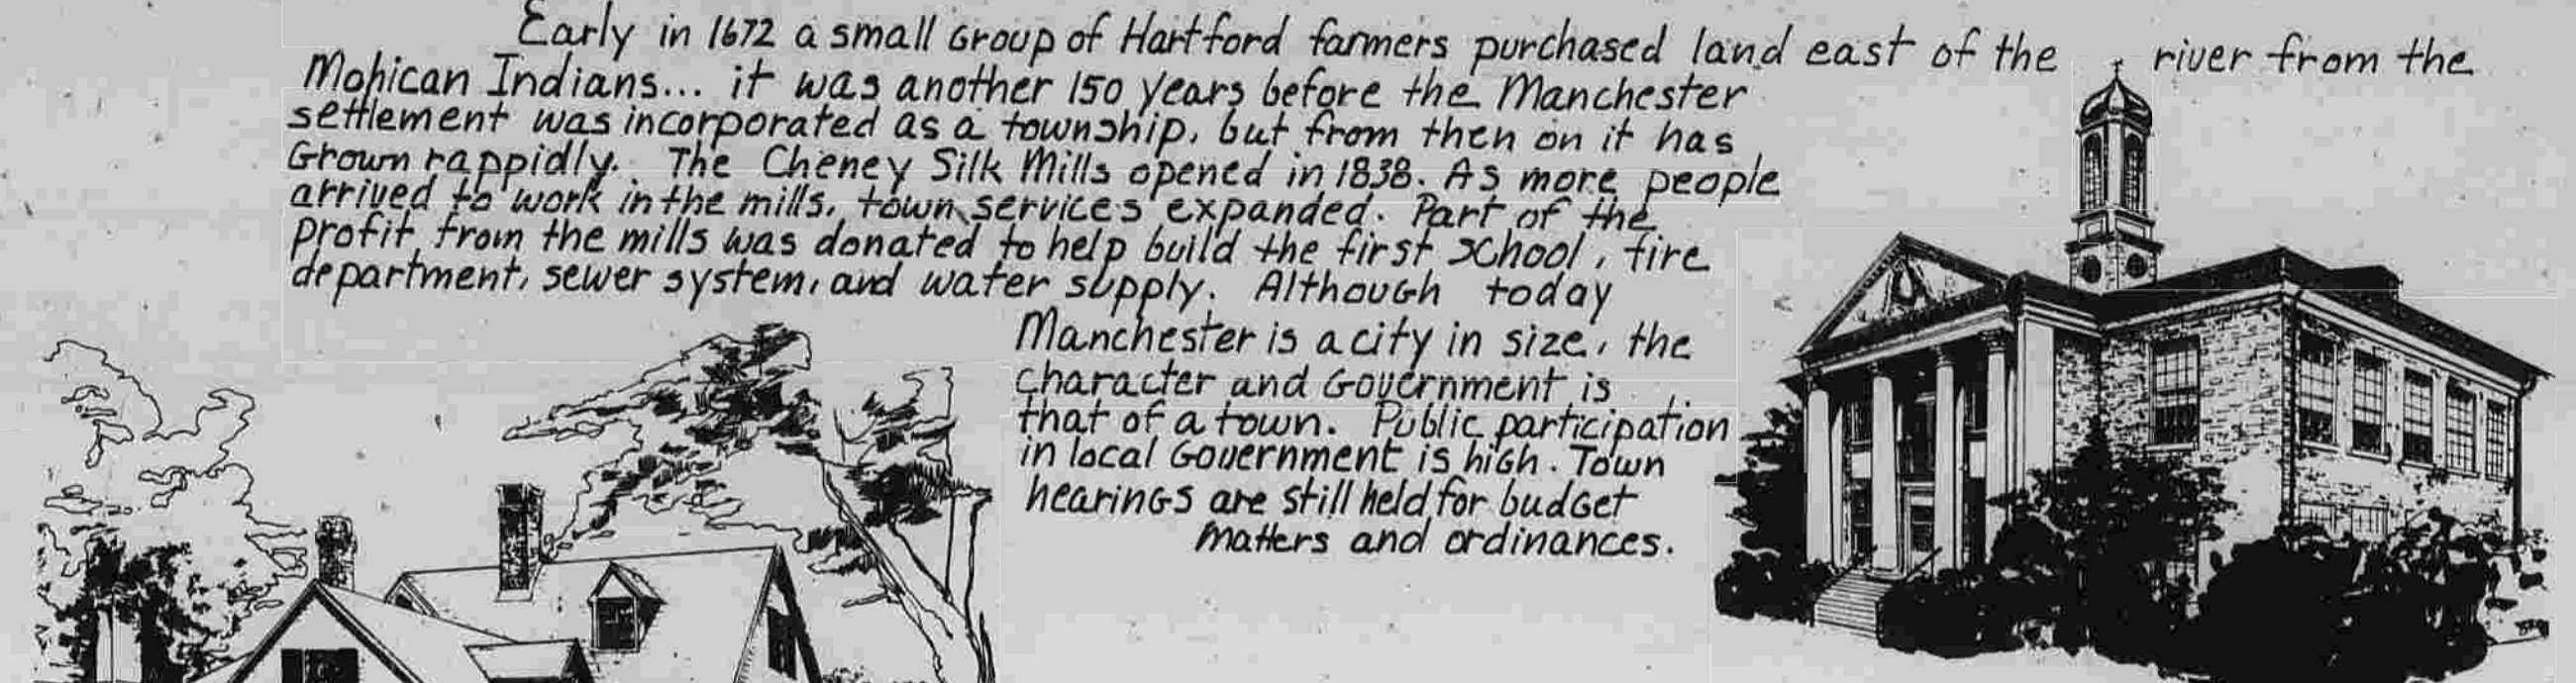 Early in 1672 a small Group of Hartford farmers purchased land east of the river from the
Mohican Indians... it was another 150 years before the Manchester
settlement was incorporated as a township, but from then on it has
Grown rappidly. The Cheney Silk Mills opened in 1838. As more people
arrived to work in the mills, town services expanded. Part of the
profit from the mills was donated to help build the first school, fire
department, sewer system, and water supply. Although today
Manchester is a city in size, the
character and Government is
that of a town. Public participation
in local Government is high. Town
hearings are still held for budget
matters and ordinances.